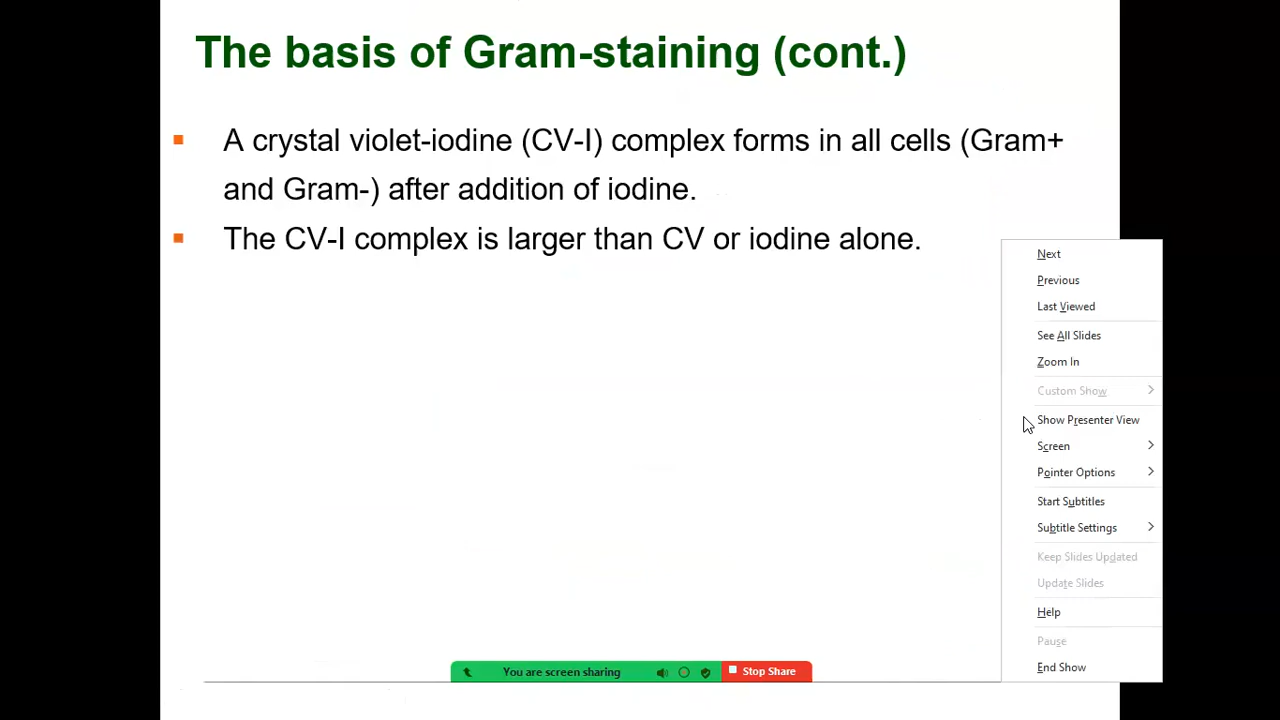 The basis of Gram-staining (cont.)
▪ A crystal violet-iodine (CV-I) complex forms in all cells (Gram+
and Gram-) after addition of iodine.
▪ The CV-I complex is larger than CV or iodine alone.
Next
Previous
Last Viewed
See All Slides
Zoom In
Custom Show
Show Presenter View
Screen
Pointer Options
Start Subtitles
Subtitle Settings
Keep Slides Updated
Update Slides
Help
Pause
End Show
You are screen sharing
Stop Share